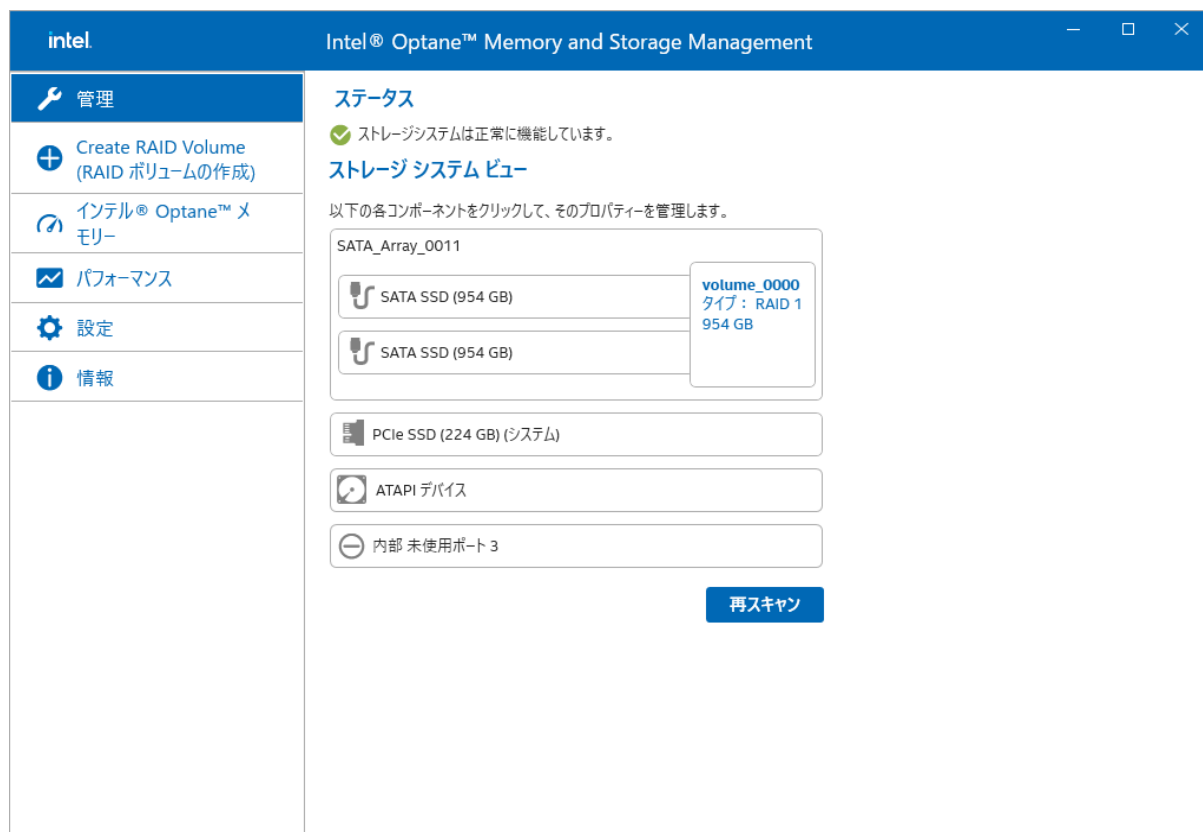 intel.
Intel® Optane™ Memory and Storage Management
管理
Create RAID Volume
(RAID ボリュームの作成)
インテル® Optane™ メ
モリー
パフォーマンス
設定
情報
ステータス
ストレージシステムは正常に機能しています。
ストレージ システム ビュー
以下の各コンポーネントをクリックして、そのプロパティーを管理します。
SATA_Array_0011
SATA SSD (954 GB)
SATA SSD (954 GB)
volume_0000
タイプ： RAID 1
954 GB
PCIe SSD (224 GB) (システム)
ATAPI デバイス
内部 未使用ポート 3
再スキャン